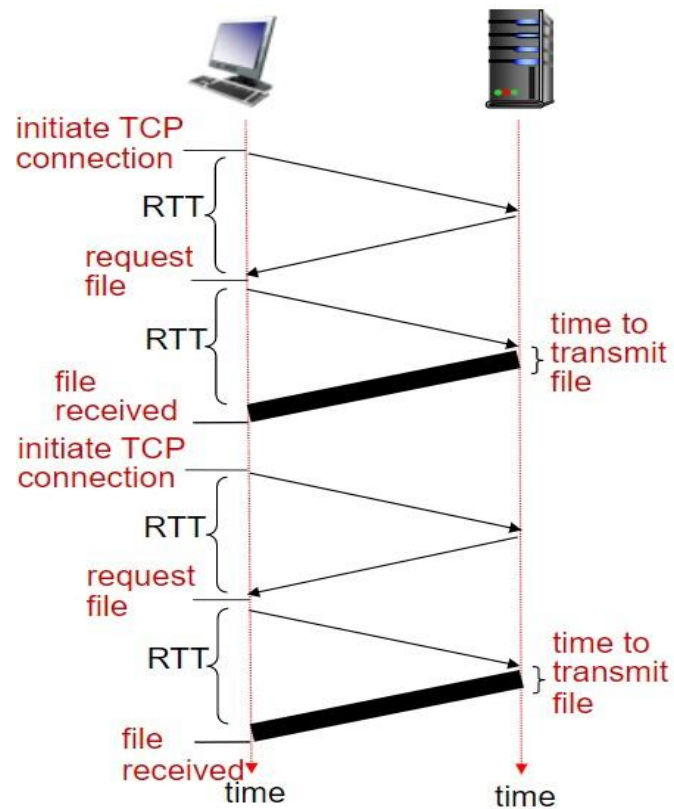 initiate TCP
connection
RTT
request
file
RTT
time to
transmit
file
file
received
initiate TCP
connection
RTT
request
file
RTT
time to
transmit
file
file
received
time
time